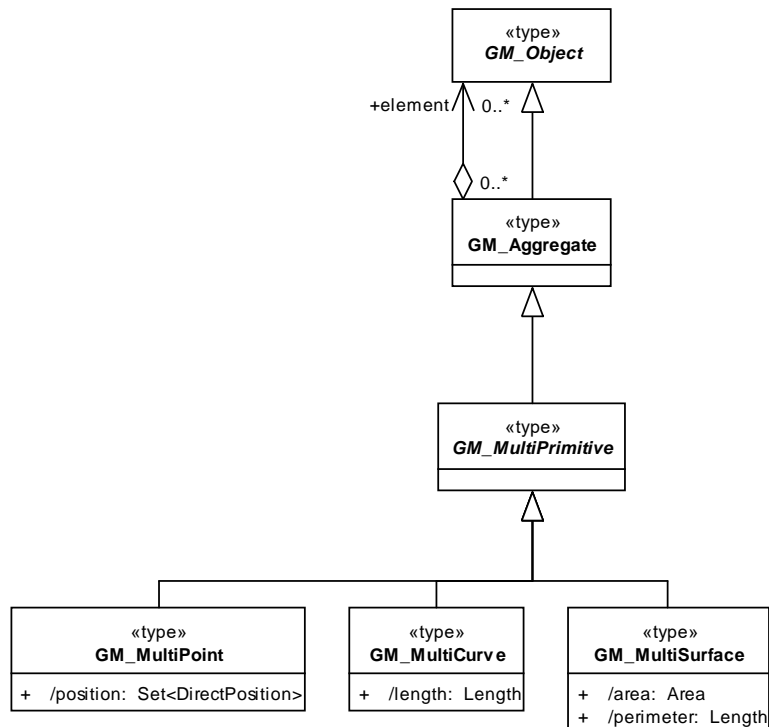 «type»
GM_Object
+element
0..*
0..*
«type»
GM_Aggregate
«type»
GM_MultiPrimitive
«type»
GM_MultiPoint
+ /position: Set<DirectPosition>
«type»
GM_MultiCurve
+ /length: Length
«type»
GM_MultiSurface
+ /area: Area
+ /perimeter: Length